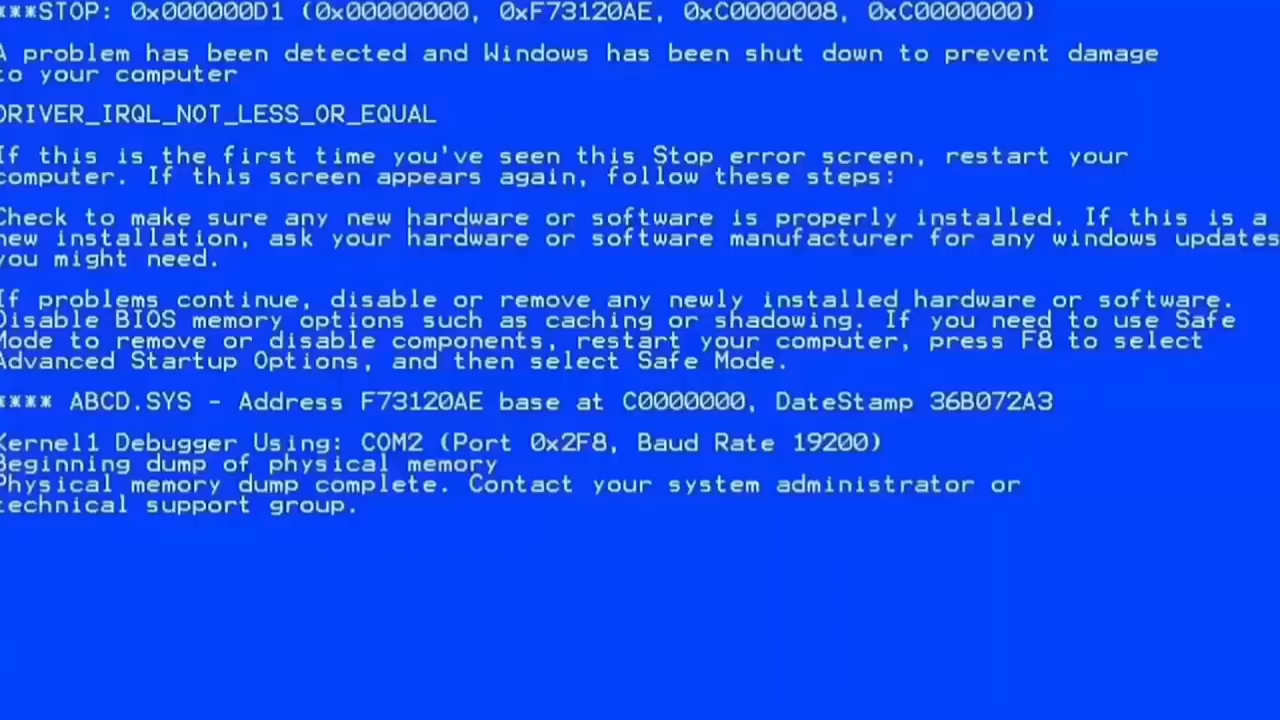 ***STOP: 0x000000D1 (0x00000000, 0xF73120AE, 0xC0000008, 0xC0000000)
A problem has been detected and Windows has been shut down to prevent damage
to your computer
DRIVER_IRQL_NOT_LESS_OR_EQUAL
If this is the first time you've seen this Stop error screen, restart your
computer. If this screen appears again, follow these steps:
Check to make sure any new hardware or software is properly installed. If this is a
new installation, ask your hardware or software manufacturer for any windows updates
you might need.
If problems continue, disable or remove any newly installed hardware or software.
Disable BIOS memory options such as caching or shadowing. If you need to use Safe
Mode to remove or disable components, restart your computer, press F8 to select
Advanced Startup Options, and then select Safe Mode.
**** ABCD.SYS - Address F73120AE base at C0000000, DateStamp 36B072A3
Kernel1 Debugger Using: COM2 (Port 0x2F8, Baud Rate 19200)
Beginning dump of physical memory
Physical memory dump complete. Contact your system administrator or
technical support group.